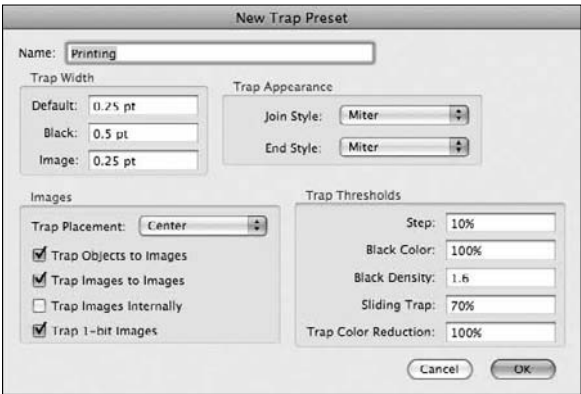 New Trap Preset
Name: Printing
Trap Width
Default: 0.25 pt
Black: 0.5 pt
Image: 0.25 pt
Trap Appearance
Join Style: Miter
End Style: Miter
Images
Trap Placement: Center
Trap Objects to Images
Trap Images to Images
Trap Images Internally
Trap 1-bit Images
Trap Thresholds
Step: 10%
Black Color: 100%
Black Density: 1.6
Sliding Trap: 70%
Trap Color Reduction: 100%
Cancel OK